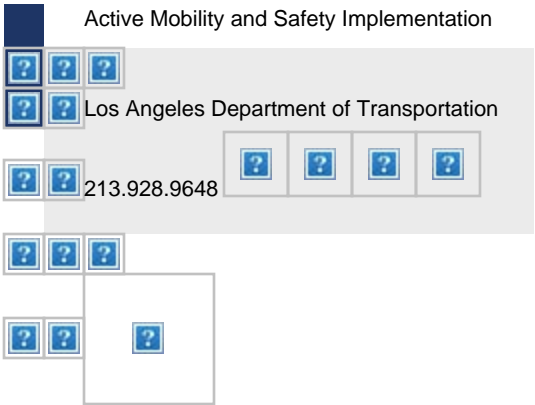 Active Mobility and Safety Implementation
Los Angeles Department of Transportation
213.928.9648